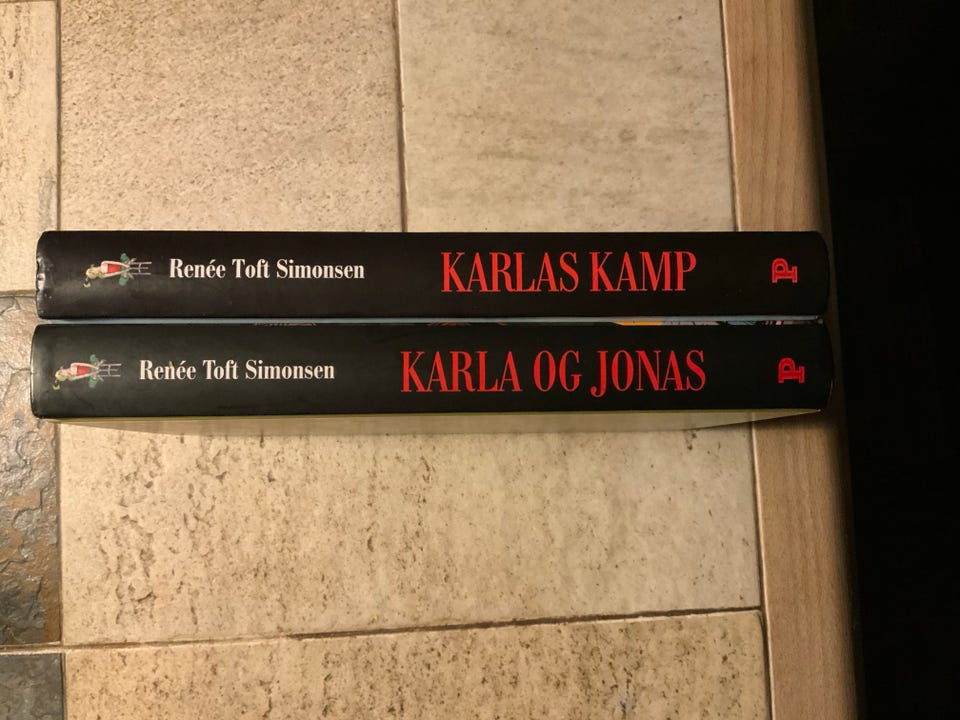 Renée Toft Simonsen KARLAS KAMP P
Renée Toft Simonsen KARLA OG JONAS P